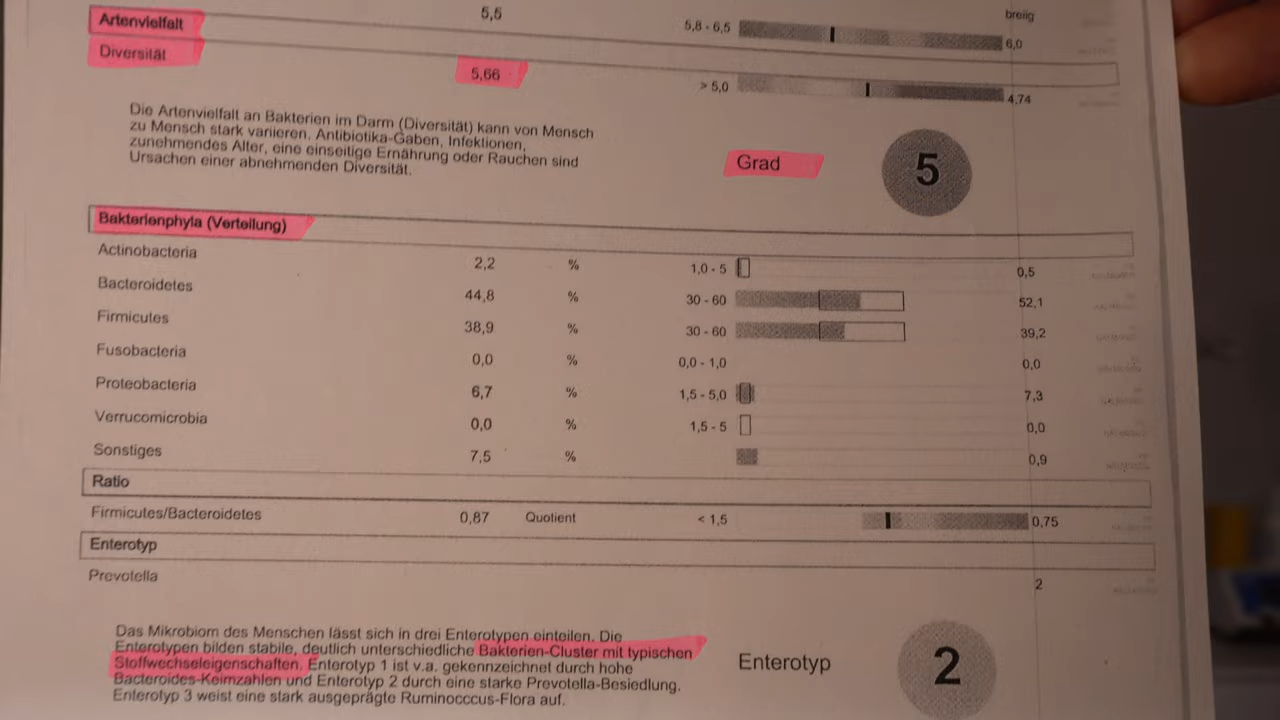 breiig
5,5 5,8 - 6,5 6,0
Artenvielfalt
Diversität 5,66 > 5,0 4,74
Die Artenvielfalt an Bakterien im Darm (Diversität) kann von Mensch
zu Mensch stark variieren. Antibiotika-Gaben, Infektionen,
zunehmendes Alter, eine einseitige Ernährung oder Rauchen sind
Ursachen einer abnehmenden Diversität.
Grad 5
Bakterienphyla (Verteilung)
Actinobacteria 2,2 % 1,0 - 5 0,5
Bacteroidetes 44,8 % 30 - 60 52,1
Firmicutes 38,9 % 30 - 60 39,2
Fusobacteria 0,0 % 0,0 - 1,0 0,0
Proteobacteria 6,7 % 1,5 - 5,0 7,3
Verrucomicrobia 0,0 % 1,5 - 5 0,0
Sonstiges 7,5 % 0,9
Ratio
Firmicutes/Bacteroidetes 0,87 Quotient < 1,5 0,75
Enterotyp
Prevotella 2
Das Mikrobiom des Menschen lässt sich in drei Enterotypen einteilen. Die
Enterotypen bilden stabile, deutlich unterschiedliche Bakterien-Cluster mit typischen
Stoffwechseleigenschaften. Enterotyp 1 ist v.a. gekennzeichnet durch hohe
Bacteroides-Keimzahlen und Enterotyp 2 durch eine starke Prevotella-Besiedlung.
Enterotyp 3 weist eine stark ausgeprägte Ruminocccus-Flora auf.
Enterotyp 2